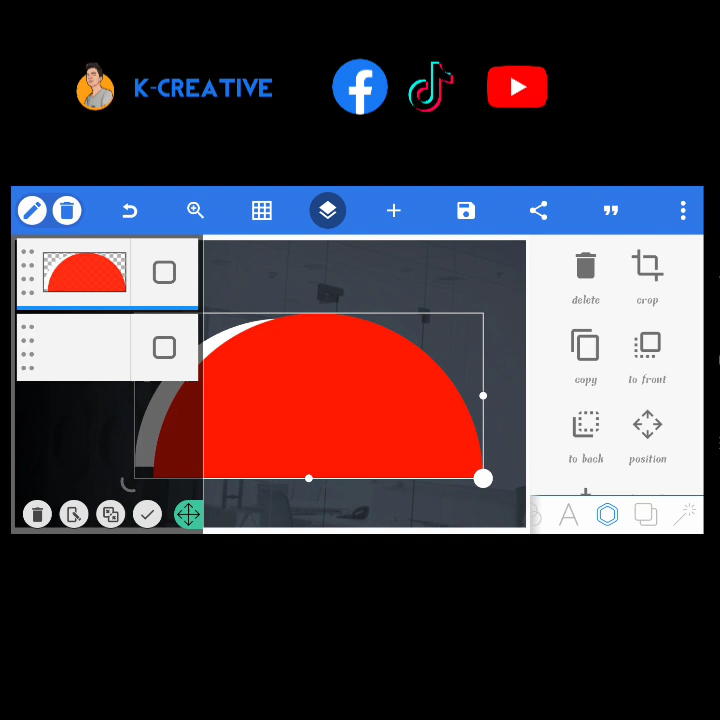 K-CREATIVE
delete
crop
copy
to front
to back
position